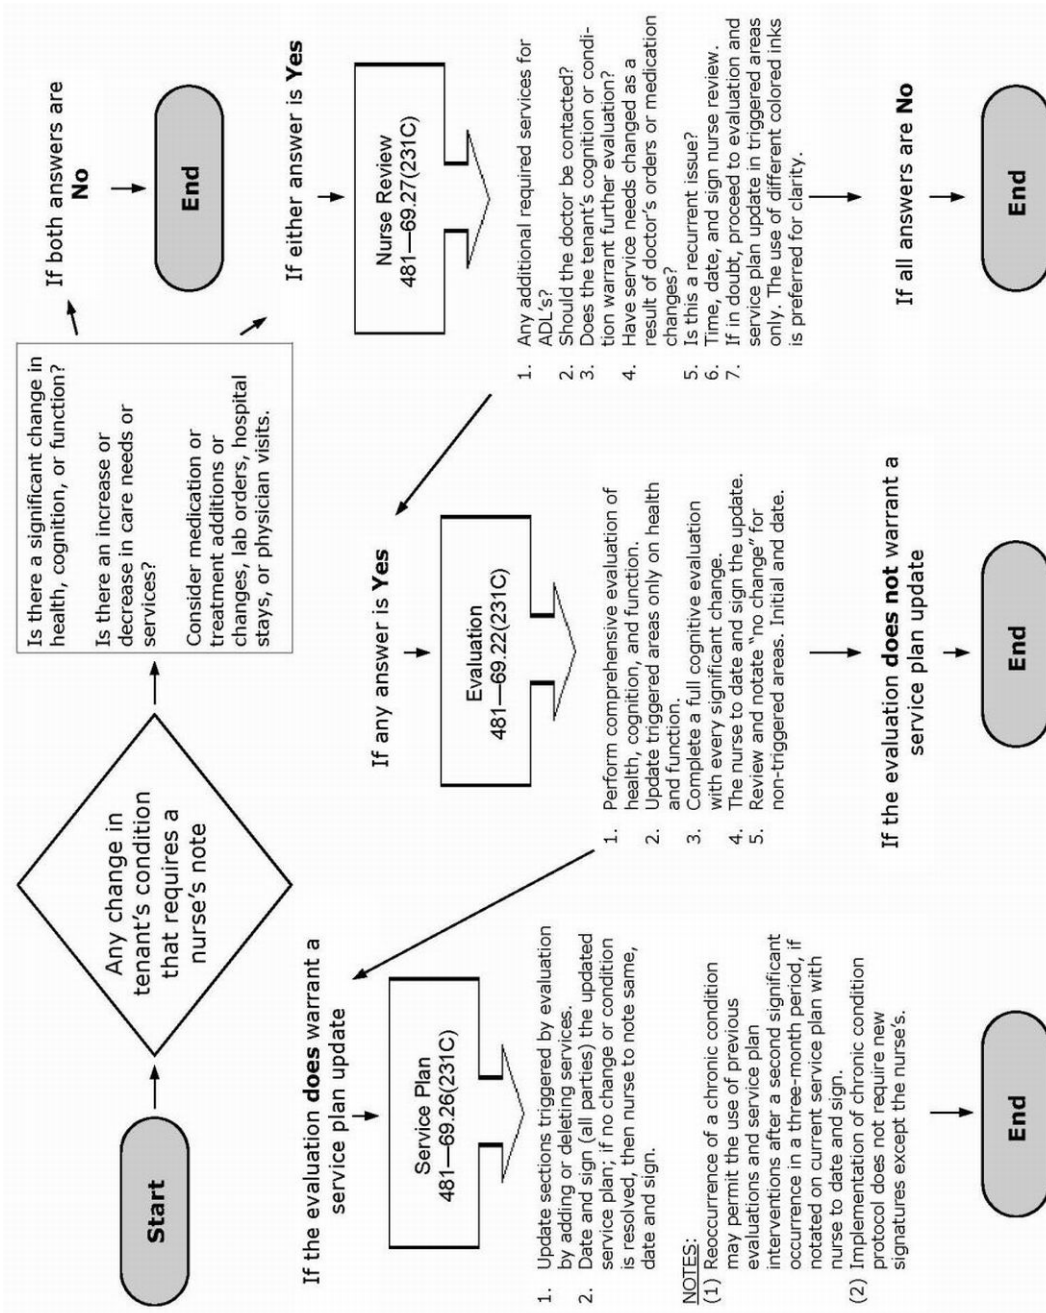 Start
Any change in
tenant's condition
that requires a
nurse's note
Is there a significant change in
health, cognition, or function?
Is there an increase or
decrease in care needs or
services?
Consider medication or
treatment additions or
changes, lab orders, hospital
stays, or physician visits.
If both answers are
No
End
If either answer is Yes
Nurse Review
481—69.27(231C)
1. Any additional required services for
ADL's?
2. Should the doctor be contacted?
3. Does the tenant's cognition or condi-
tion warrant further evaluation?
4. Have service needs changed as a
result of doctor's orders or medication
changes?
5. Is this a recurrent issue?
6. Time, date, and sign nurse review.
7. If in doubt, proceed to evaluation and
service plan update in triggered areas
only. The use of different colored inks
is preferred for clarity.
If all answers are No
End
If any answer is Yes
Evaluation
481—69.22(231C)
1. Perform comprehensive evaluation of
health, cognition, and function.
2. Update triggered areas only on health
and function.
3. Complete a full cognitive evaluation
with every significant change.
4. The nurse to date and sign the update.
5. Review and notate "no change" for
non-triggered areas. Initial and date.
If the evaluation does not warrant a
service plan update
End
If the evaluation does warrant a
service plan update
Service Plan
481—69.26(231C)
1. Update sections triggered by evaluation
by adding or deleting services.
2. Date and sign (all parties) the updated
service plan; if no change or condition
is resolved, then nurse to note same,
date and sign.
NOTES:
(1) Reoccurrence of a chronic condition
may permit the use of previous
evaluations and service plan
interventions after a second significant
occurrence in a three-month period, if
notated on current service plan with
nurse to date and sign.
(2) Implementation of chronic condition
protocol does not require new
signatures except the nurse's.
End